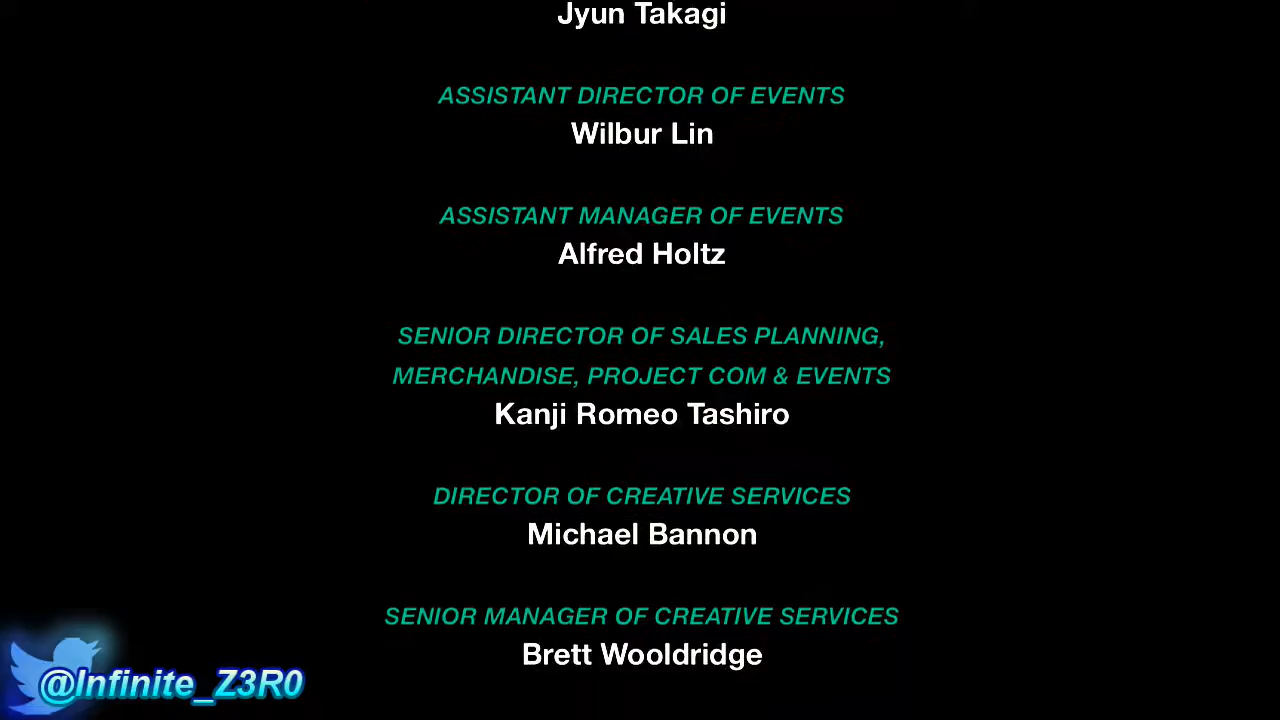 Jyun Takagi
ASSISTANT DIRECTOR OF EVENTS
Wilbur Lin
ASSISTANT MANAGER OF EVENTS
Alfred Holtz
SENIOR DIRECTOR OF SALES PLANNING,
MERCHANDISE, PROJECT COM & EVENTS
Kanji Romeo Tashiro
DIRECTOR OF CREATIVE SERVICES
Michael Bannon
SENIOR MANAGER OF CREATIVE SERVICES
Brett Wooldridge
@Infinite_Z3R0